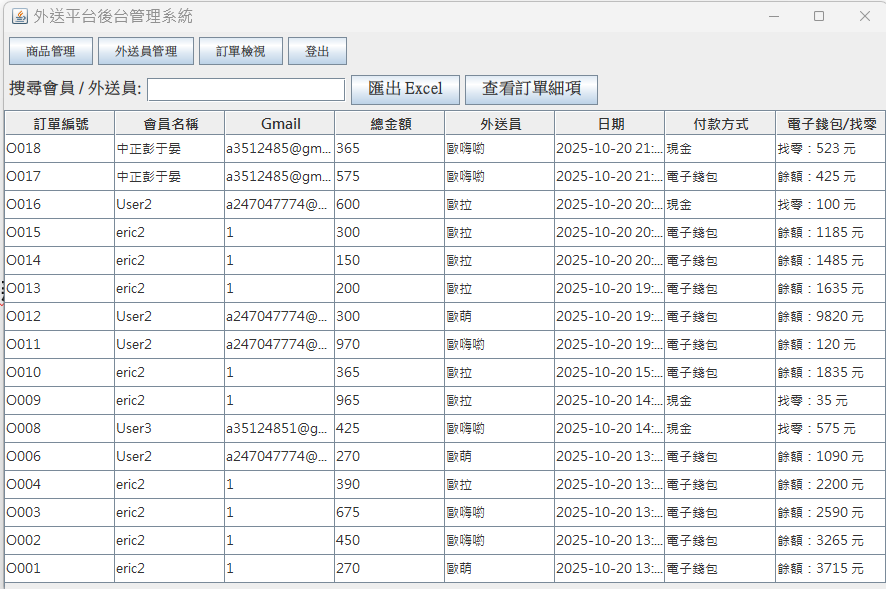 外送平台後台管理系統
商品管理 外送員管理 訂單檢視 登出
搜尋會員 / 外送員: 匯出 Excel 查看訂單細項
訂單編號 會員名稱 Gmail 總金額 外送員 日期 付款方式 電子錢包/找零
O018 中正彭于晏 a3512485@gm... 365 歐嗨喲 2025-10-20 21:... 現金 找零：523 元
O017 中正彭于晏 a3512485@gm... 575 歐嗨喲 2025-10-20 21:... 電子錢包 餘額：425 元
O016 User2 a247047774@... 600 歐拉 2025-10-20 20:... 現金 找零：100 元
O015 eric2 1 300 歐拉 2025-10-20 20:... 電子錢包 餘額：1185 元
O014 eric2 1 150 歐拉 2025-10-20 20:... 電子錢包 餘額：1485 元
O013 eric2 1 200 歐拉 2025-10-20 19:... 電子錢包 餘額：1635 元
O012 User2 a247047774@... 300 歐萌 2025-10-20 19:... 電子錢包 餘額：9820 元
O011 User2 a247047774@... 970 歐嗨喲 2025-10-20 19:... 電子錢包 餘額：120 元
O010 eric2 1 365 歐拉 2025-10-20 15:... 電子錢包 餘額：1835 元
O009 eric2 1 965 歐拉 2025-10-20 14:... 現金 找零：35 元
O008 User3 a35124851@g... 425 歐嗨喲 2025-10-20 14:... 現金 找零：575 元
O006 User2 a247047774@... 270 歐萌 2025-10-20 13:... 電子錢包 餘額：1090 元
O004 eric2 1 390 歐拉 2025-10-20 13:... 電子錢包 餘額：2200 元
O003 eric2 1 675 歐嗨喲 2025-10-20 13:... 電子錢包 餘額：2590 元
O002 eric2 1 450 歐嗨喲 2025-10-20 13:... 電子錢包 餘額：3265 元
O001 eric2 1 270 歐萌 2025-10-20 13:... 電子錢包 餘額：3715 元